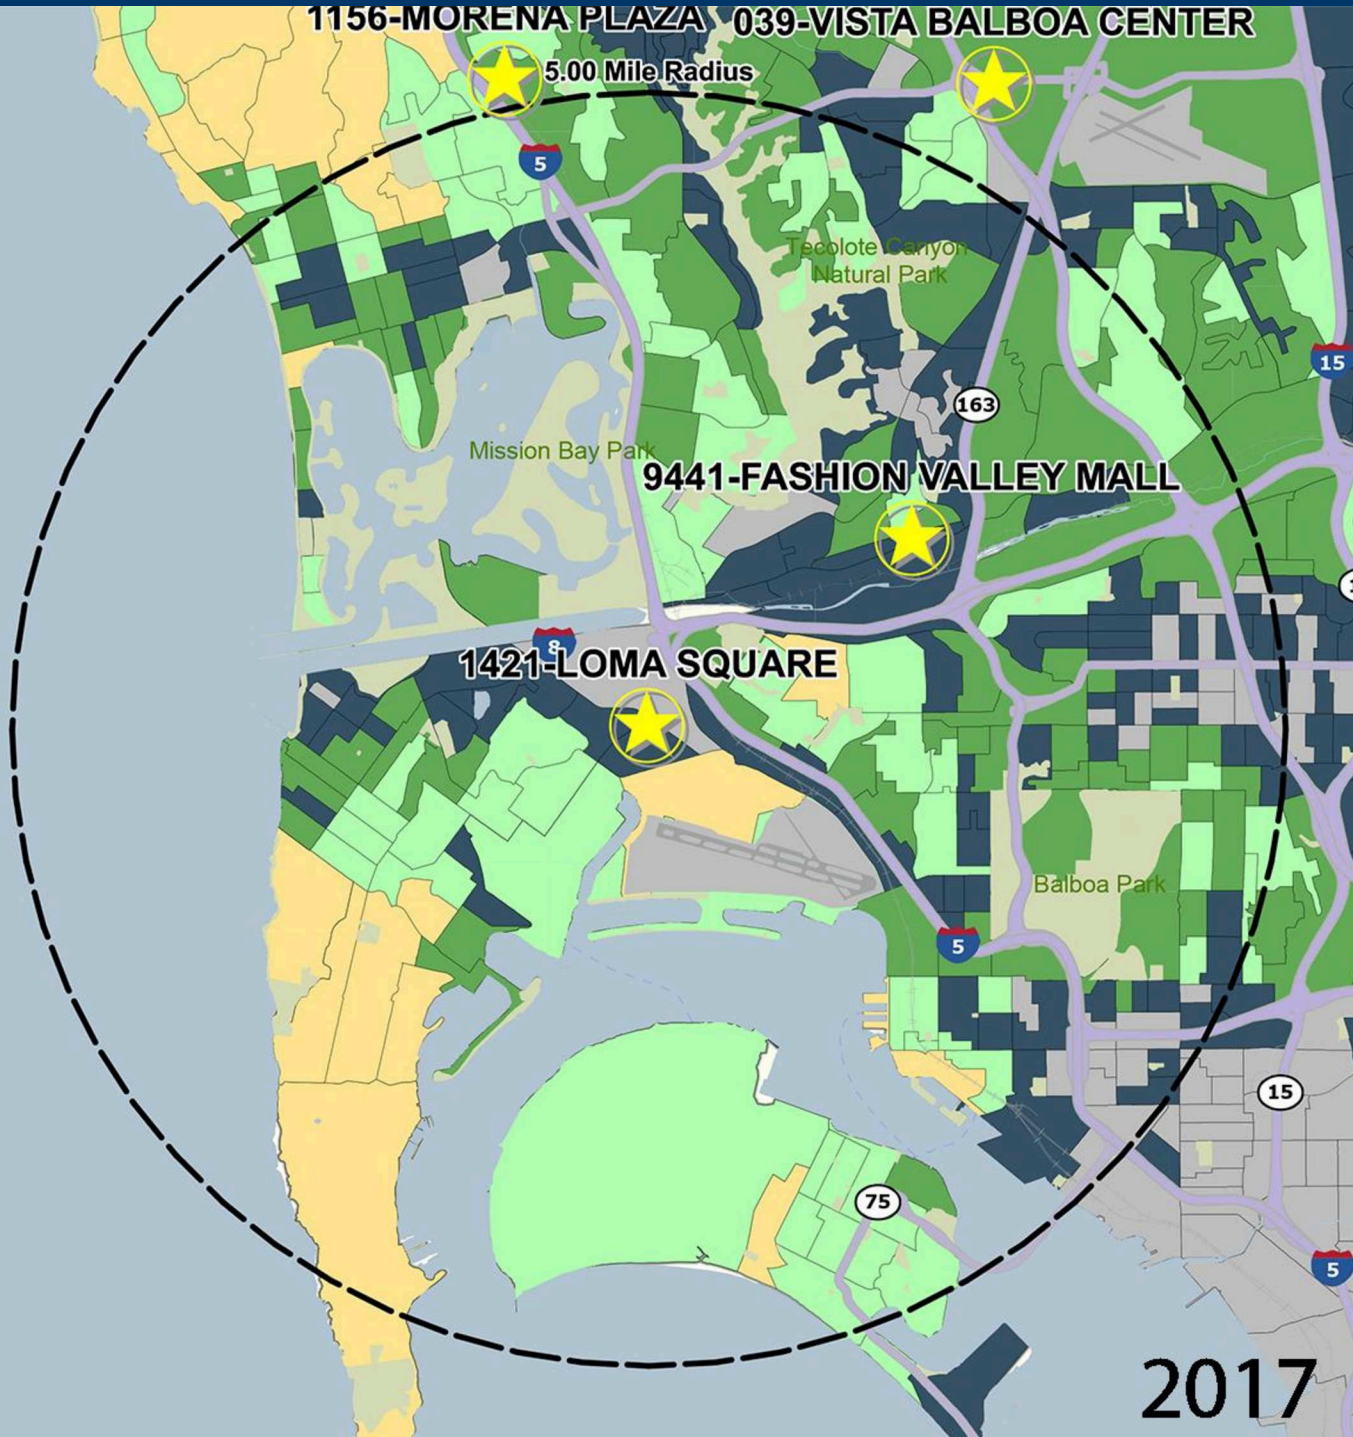 1156-MORENA PLAZA
039-VISTA BALBOA CENTER
5.00 Mile Radius
5
Tecolote Canyon
Natural Park
15
163
Mission Bay Park
9441-FASHION VALLEY MALL
8
1421-LOMA SQUARE
Balboa Park
5
15
75
5
2017